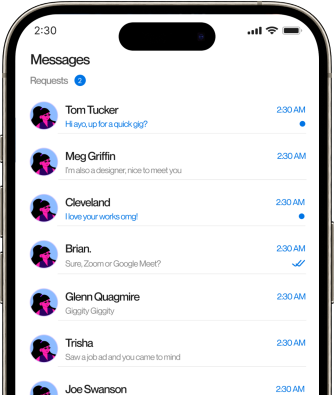 2:30
Messages
Requests 2
Tom Tucker 2:30 AM
Hi ayo, up for a quick gig?
Meg Griffin 2:30 AM
I'm also a designer, nice to meet you
Cleveland 2:30 AM
I love your works omg!
Brian. 2:30 AM
Sure, Zoom or Google Meet?
Glenn Quagmire 2:30 AM
Giggity Giggity
Trisha 2:30 AM
Saw a job ad and you came to mind
Joe Swanson 2:30 AM